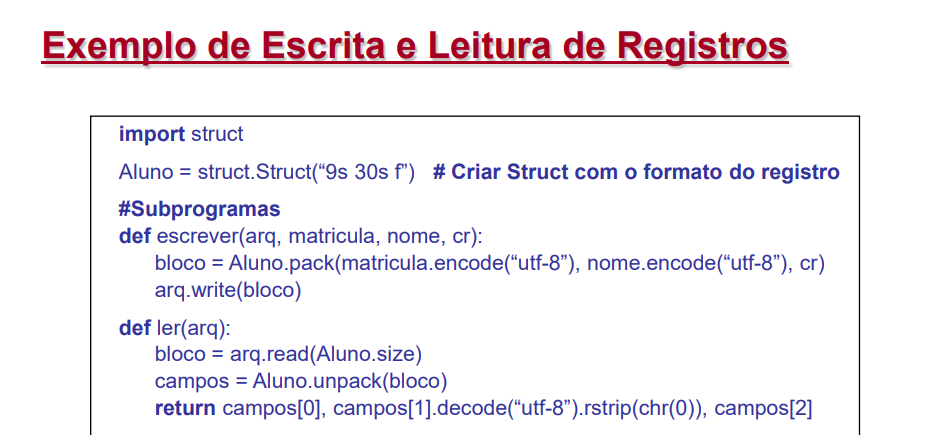 Exemplo de Escrita e Leitura de Registros
import struct
Aluno = struct.Struct(“9s 30s f”) # Criar Struct com o formato do registro
#Subprogramas
def escrever(arq, matricula, nome, cr):
bloco = Aluno.pack(matricula.encode(“utf-8”), nome.encode(“utf-8”), cr)
arq.write(bloco)
def ler(arq):
bloco = arq.read(Aluno.size)
campos = Aluno.unpack(bloco)
return campos[0], campos[1].decode(“utf-8”).rstrip(chr(0)), campos[2]